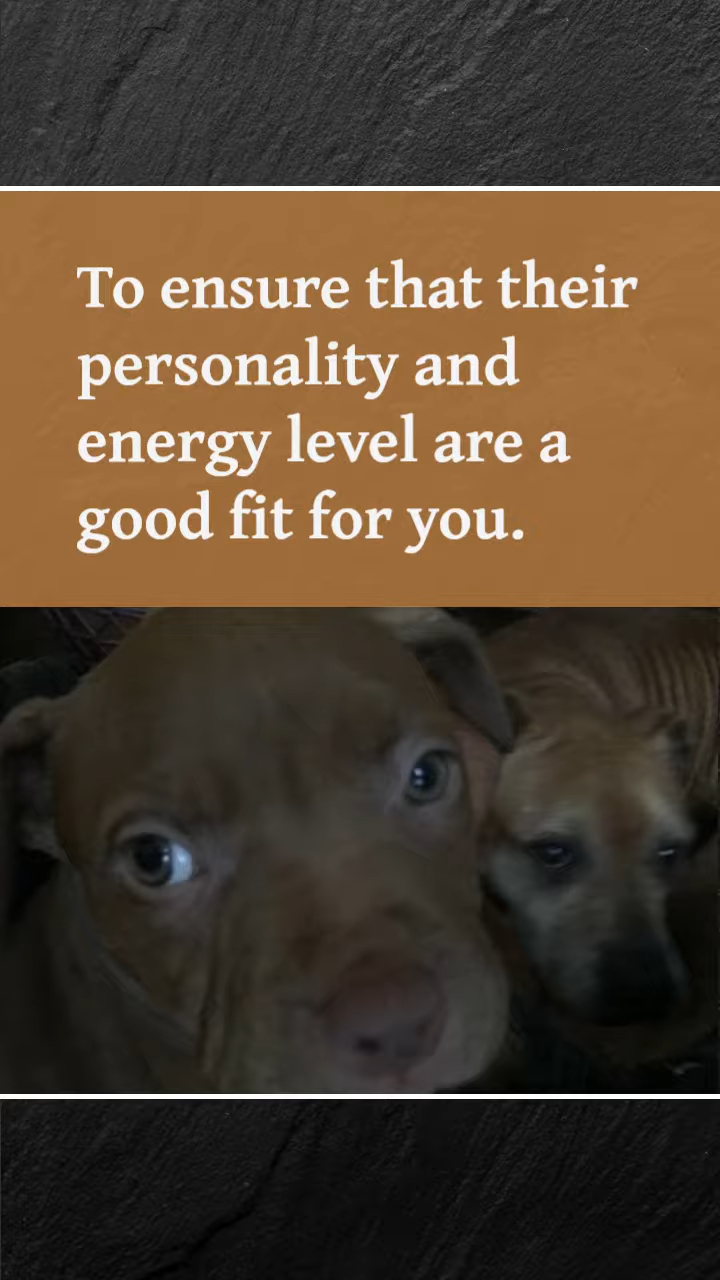 To ensure that their
personality and
energy level are a
good fit for you.